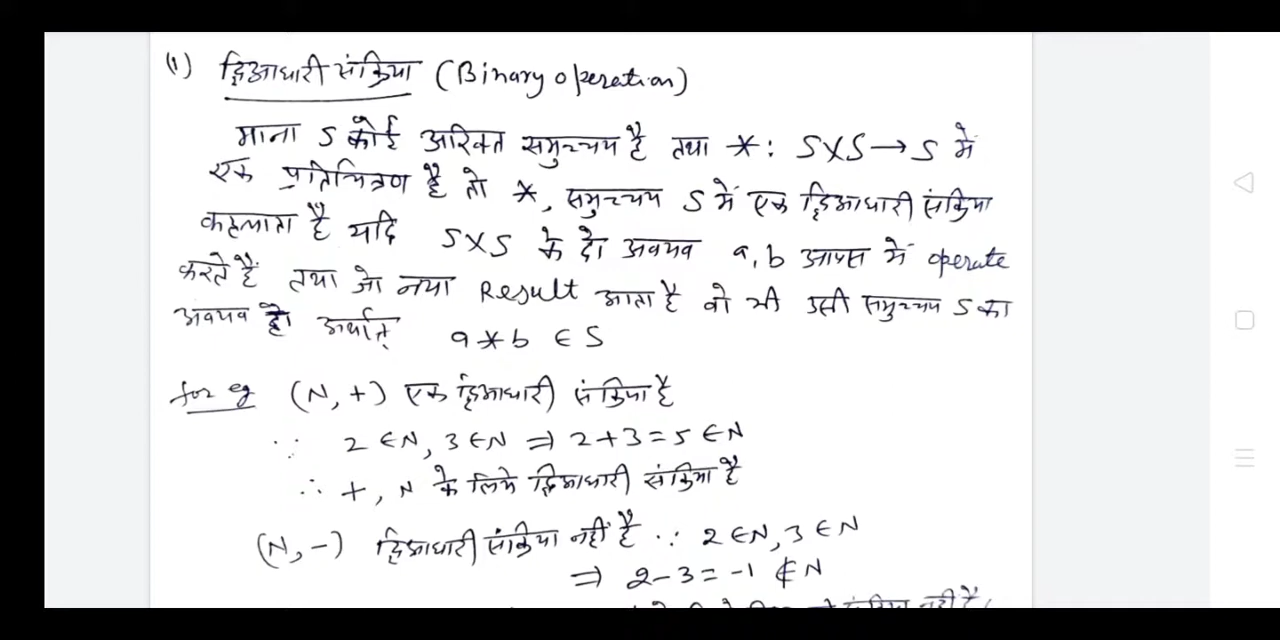 (1) द्विआधारी संक्रिया (Binary operation)
माना S कोई अरिक्त समुच्चय है तथा *: S×S→S में
एक प्रतिचित्रण है तो *, समुच्चय S में एक द्विआधारी संक्रिया
कहलाता है यदि S×S के दो अवयव a, b आपस में operate
करते हैं तथा जो नया Result आता है वो भी उसी समुच्चय S का
अवयव हो अर्थात् a*b ∈ S
for eg (N, +) एक द्विआधारी संक्रिया है
∵ 2 ∈ N, 3 ∈ N ⇒ 2+3=5 ∈ N
∴ +, N के लिये द्विआधारी संक्रिया है
(N, -) द्विआधारी संक्रिया नहीं है ∵ 2 ∈ N, 3 ∈ N
⇒ 2-3 = -1 ∉ N
संक्रिया नहीं है,